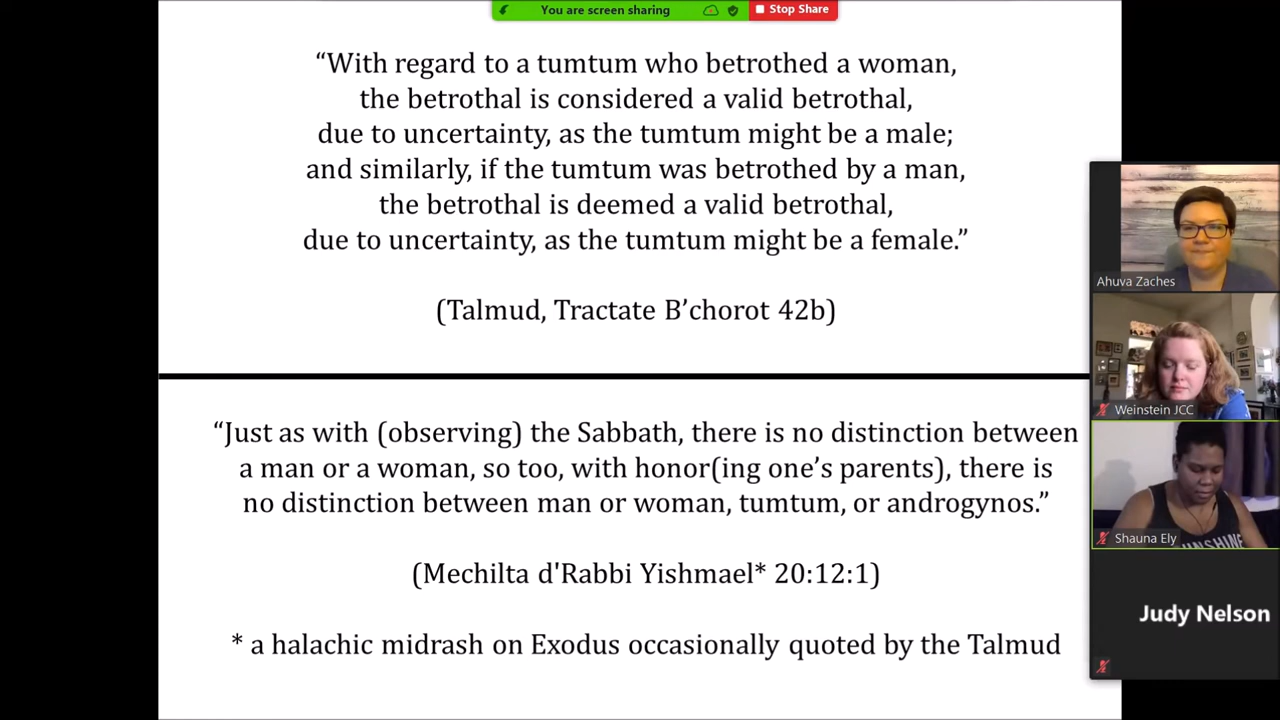 You are screen sharing
Stop Share
“With regard to a tumtum who betrothed a woman,
the betrothal is considered a valid betrothal,
due to uncertainty, as the tumtum might be a male;
and similarly, if the tumtum was betrothed by a man,
the betrothal is deemed a valid betrothal,
due to uncertainty, as the tumtum might be a female.”
(Talmud, Tractate B’chorot 42b)
“Just as with (observing) the Sabbath, there is no distinction between
a man or a woman, so too, with honor(ing one’s parents), there is
no distinction between man or woman, tumtum, or androgynos.”
(Mechilta d'Rabbi Yishmael* 20:12:1)
* a halachic midrash on Exodus occasionally quoted by the Talmud
Ahuva Zaches
Weinstein JCC
Shauna Ely
Judy Nelson